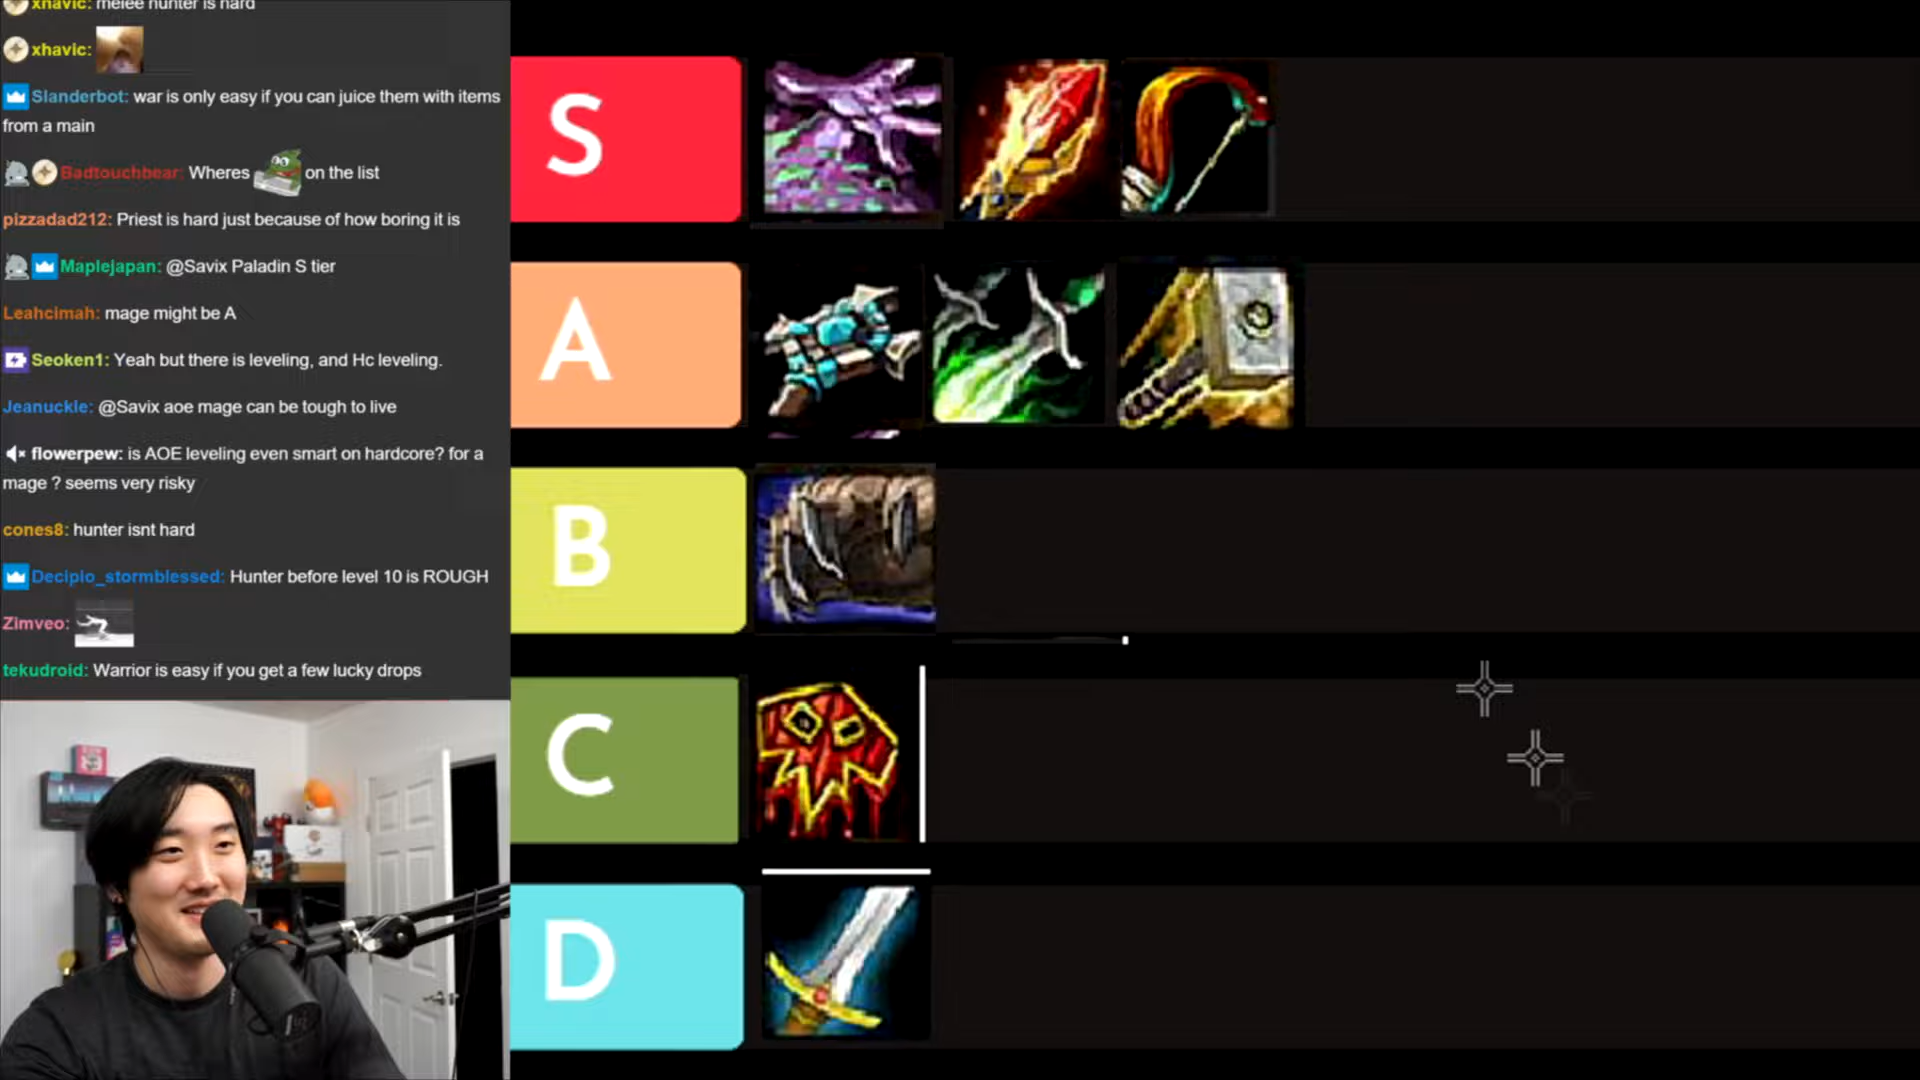 xhavic: melee hunter is hard
xhavic:
Slanderbot: war is only easy if you can juice them with items
from a main
Badtouchbear: Wheres on the list
pizzadad212: Priest is hard just because of how boring it is
Maplejapan: @Savix Paladin S tier
Leahcimah: mage might be A
Seoken1: Yeah but there is leveling, and Hc leveling.
Jeanuckle: @Savix aoe mage can be tough to live
flowerpew: is AOE leveling even smart on hardcore? for a
mage ? seems very risky
cones8: hunter isnt hard
Decipio_stormblessed: Hunter before level 10 is ROUGH
Zimveo:
tekudroid: Warrior is easy if you get a few lucky drops
S
A
B
C
D